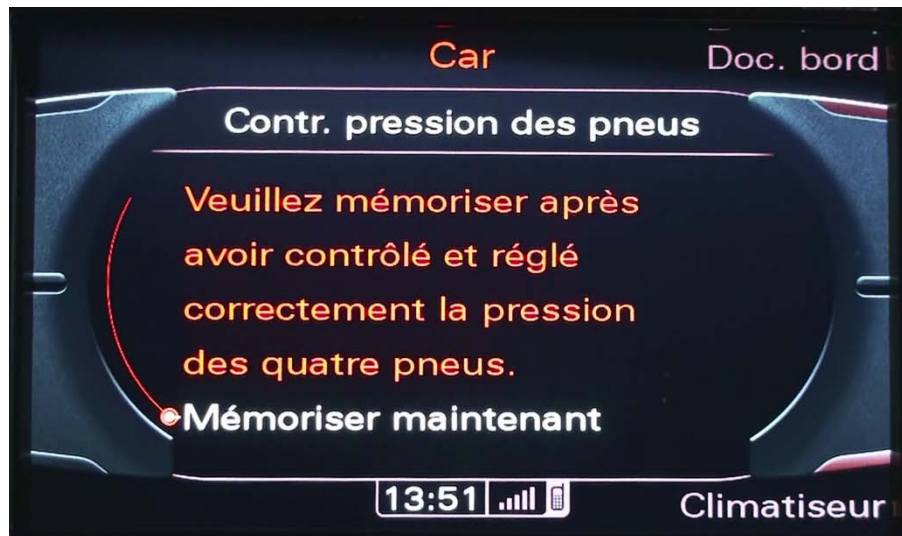 Car
Doc. bord
Contr. pression des pneus
Veuillez mémoriser après
avoir contrôlé et réglé
correctement la pression
des quatre pneus.
Mémoriser maintenant
13:51
Climatiseur